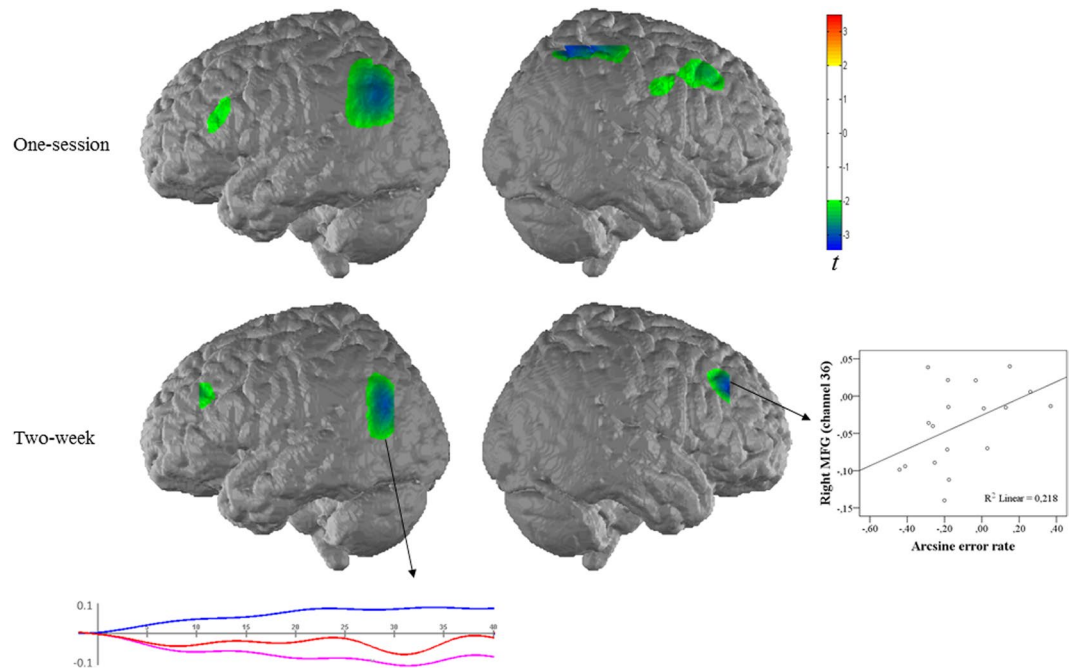 One-session
3
2
1
0
-1
-2
-3
t
Two-week
Right MFG (channel 36)
,05
,00
-,05
-,10
-,15
R² Linear = 0,218
-,60 -,40 -,20 ,00 ,20 ,40
Arcsine error rate
0.1
5 10 15 20 25 30 35 40
-0.1